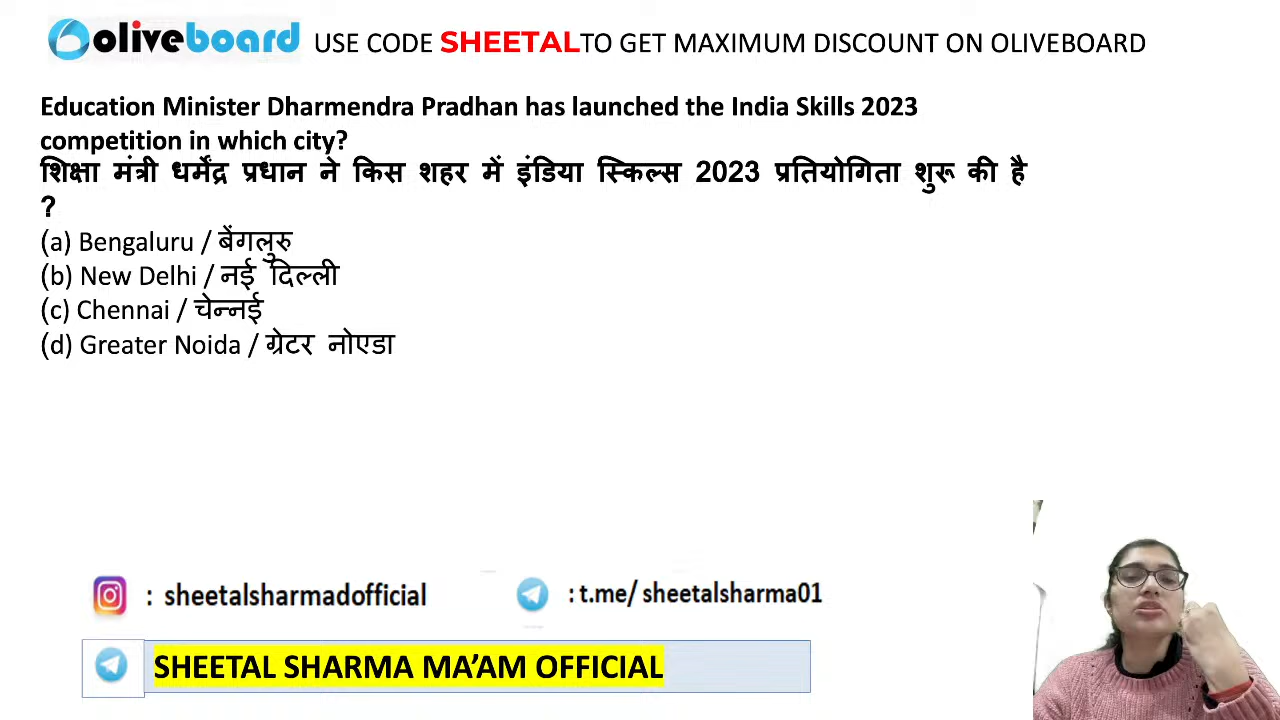 oliveboard USE CODE SHEETALTO GET MAXIMUM DISCOUNT ON OLIVEBOARD
Education Minister Dharmendra Pradhan has launched the India Skills 2023
competition in which city?
शिक्षा मंत्री धर्मेंद्र प्रधान ने किस शहर में इंडिया स्किल्स 2023 प्रतियोगिता शुरू की है
?
(a) Bengaluru / बेंगलुरु
(b) New Delhi / नई दिल्ली
(c) Chennai / चेन्नई
(d) Greater Noida / ग्रेटर नोएडा
: sheetalsharmadofficial : t.me/ sheetalsharma01
SHEETAL SHARMA MA’AM OFFICIAL